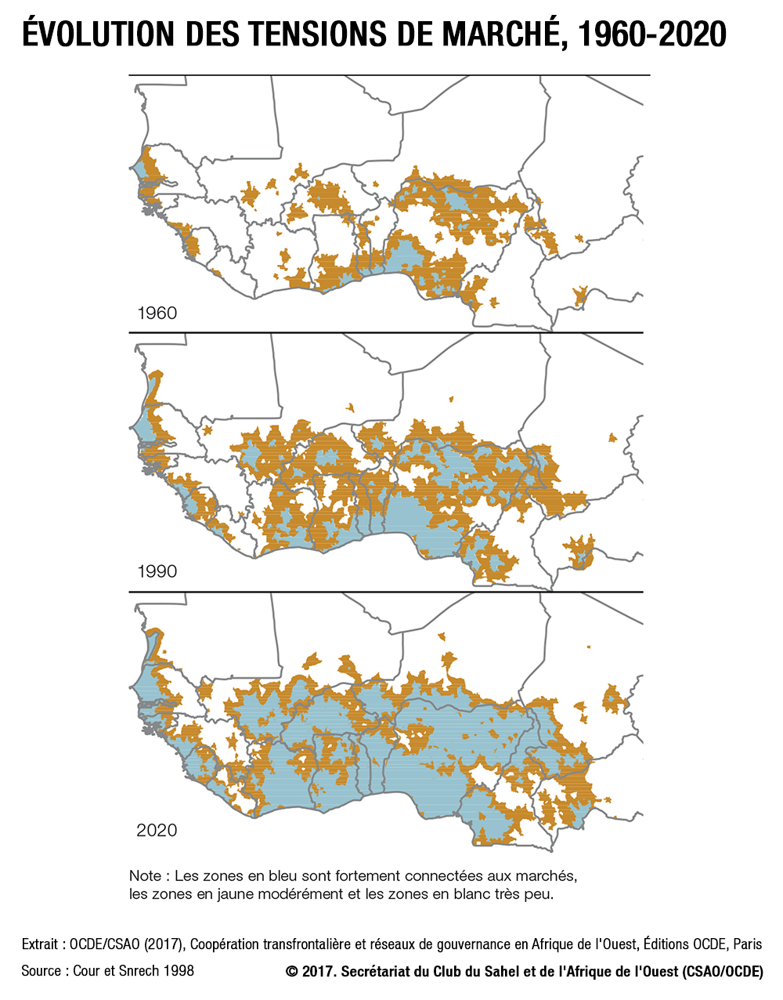 ÉVOLUTION DES TENSIONS DE MARCHÉ, 1960-2020
1960
1990
2020
Note : Les zones en bleu sont fortement connectées aux marchés,
les zones en jaune modérément et les zones en blanc très peu.
Extrait : OCDE/CSAO (2017), Coopération transfrontalière et réseaux de gouvernance en Afrique de l'Ouest, Éditions OCDE, Paris
Source : Cour et Snrech 1998
© 2017. Secrétariat du Club du Sahel et de l'Afrique de l'Ouest (CSAO/OCDE)